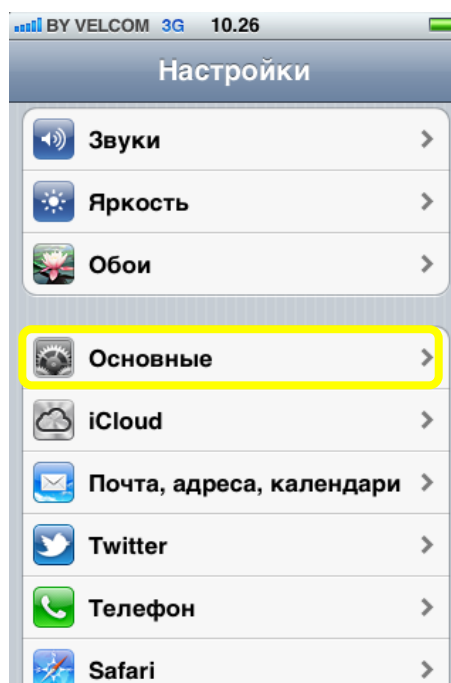 BY VELCOM 3G 10.26
Настройки
Звуки
Яркость
Обои
Основные
iCloud
Почта, адреса, календари
Twitter
Телефон
Safari